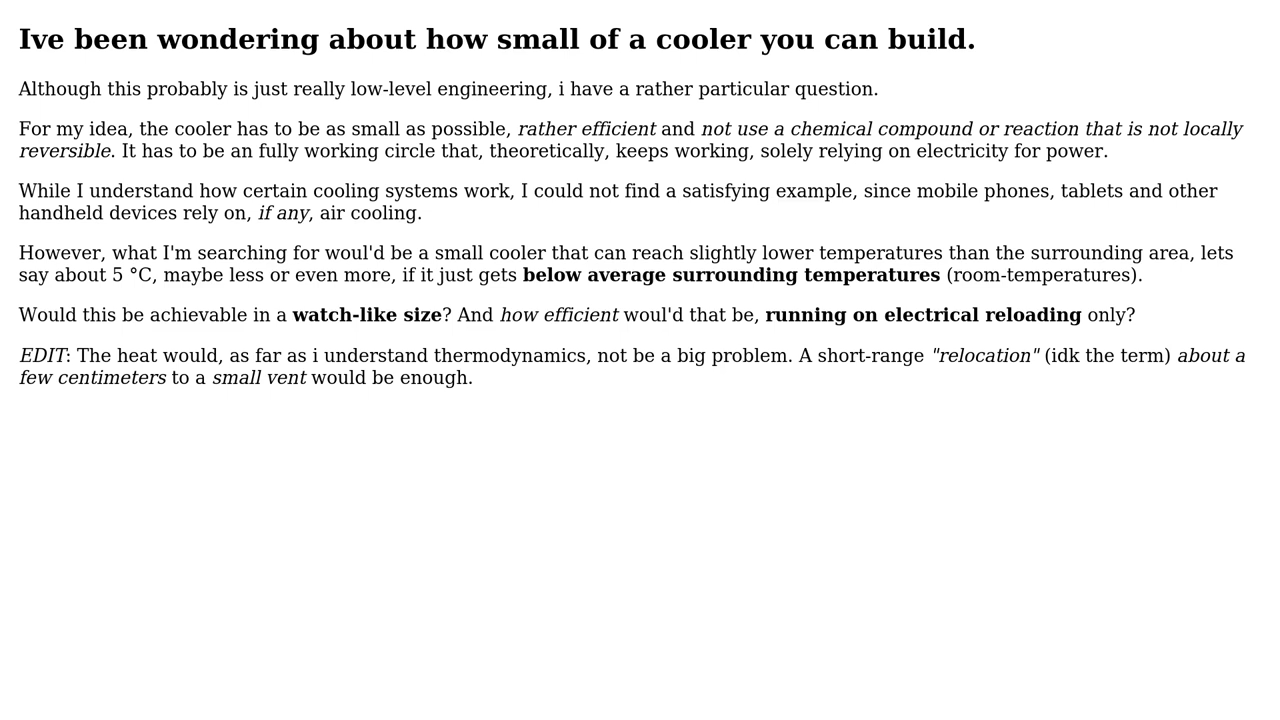 Ive been wondering about how small of a cooler you can build.
Although this probably is just really low-level engineering, i have a rather particular question.
For my idea, the cooler has to be as small as possible, rather efficient and not use a chemical compound or reaction that is not locally
reversible. It has to be an fully working circle that, theoretically, keeps working, solely relying on electricity for power.
While I understand how certain cooling systems work, I could not find a satisfying example, since mobile phones, tablets and other
handheld devices rely on, if any, air cooling.
However, what I'm searching for woul'd be a small cooler that can reach slightly lower temperatures than the surrounding area, lets
say about 5 °C, maybe less or even more, if it just gets below average surrounding temperatures (room-temperatures).
Would this be achievable in a watch-like size? And how efficient woul'd that be, running on electrical reloading only?
EDIT: The heat would, as far as i understand thermodynamics, not be a big problem. A short-range "relocation" (idk the term) about a
few centimeters to a small vent would be enough.